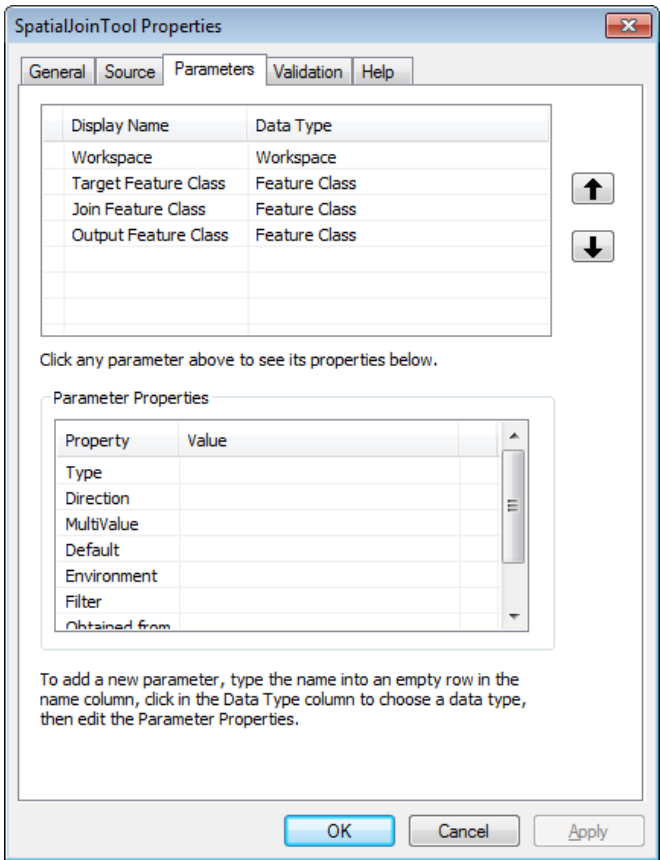 SpatialJoinTool Properties
General Source Parameters Validation Help
Display Name Data Type
Workspace Workspace
Target Feature Class Feature Class
Join Feature Class Feature Class
Output Feature Class Feature Class
Click any parameter above to see its properties below.
Parameter Properties
Property Value
Type
Direction
MultiValue
Default
Environment
Filter
Obtained from
To add a new parameter, type the name into an empty row in the
name column, click in the Data Type column to choose a data type,
then edit the Parameter Properties.
OK Cancel Apply